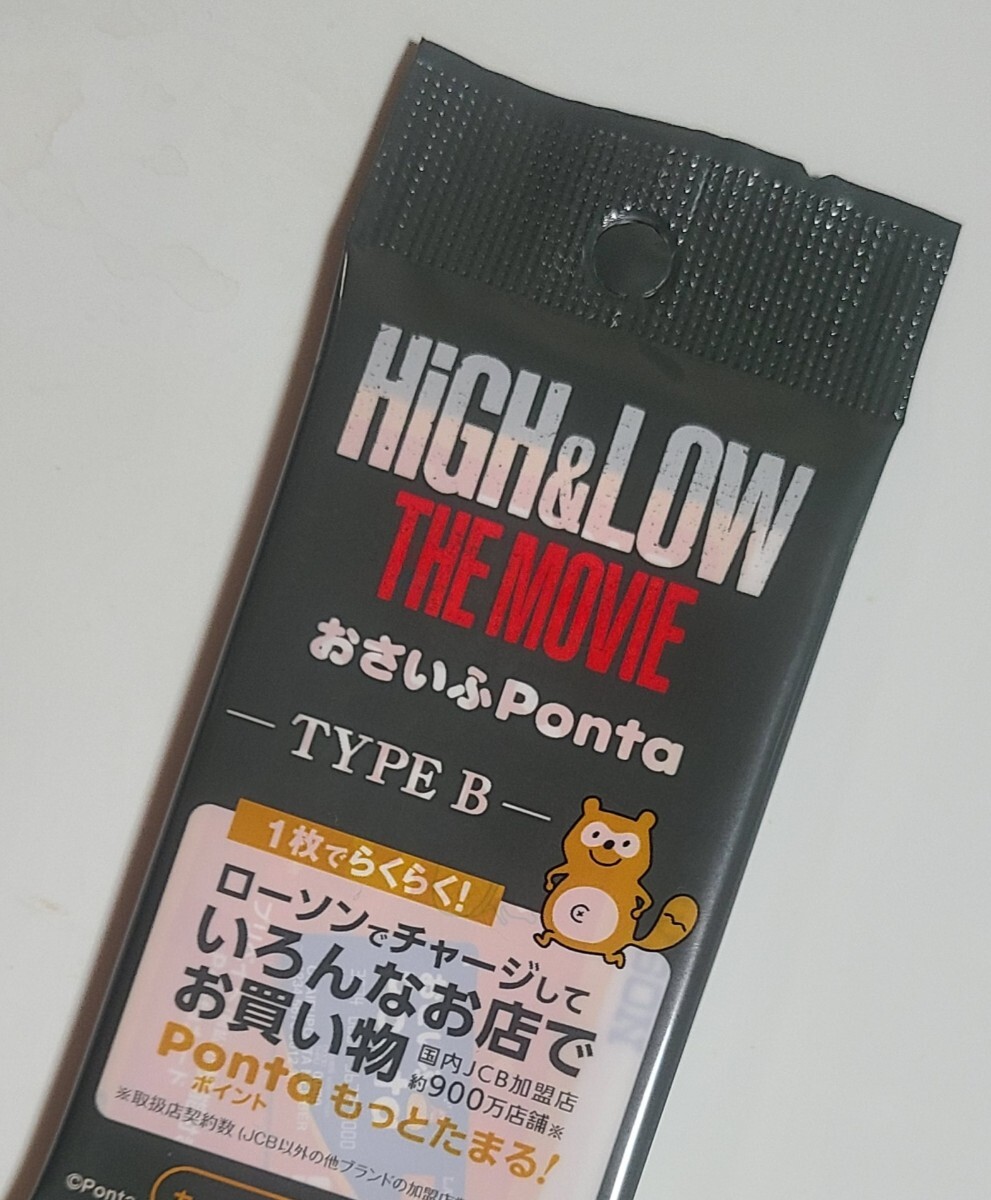 HiGH&LOW
THE MOVIE
おさいふPonta
— TYPE B —
1枚でらくらく!
ローソンでチャージして
いろんなお店で
お買い物 国内JCB加盟店
約900万店舗※
Pontaポイント もっとたまる!
※取扱店契約数(JCB以外の他ブランドの加盟店
©Ponta